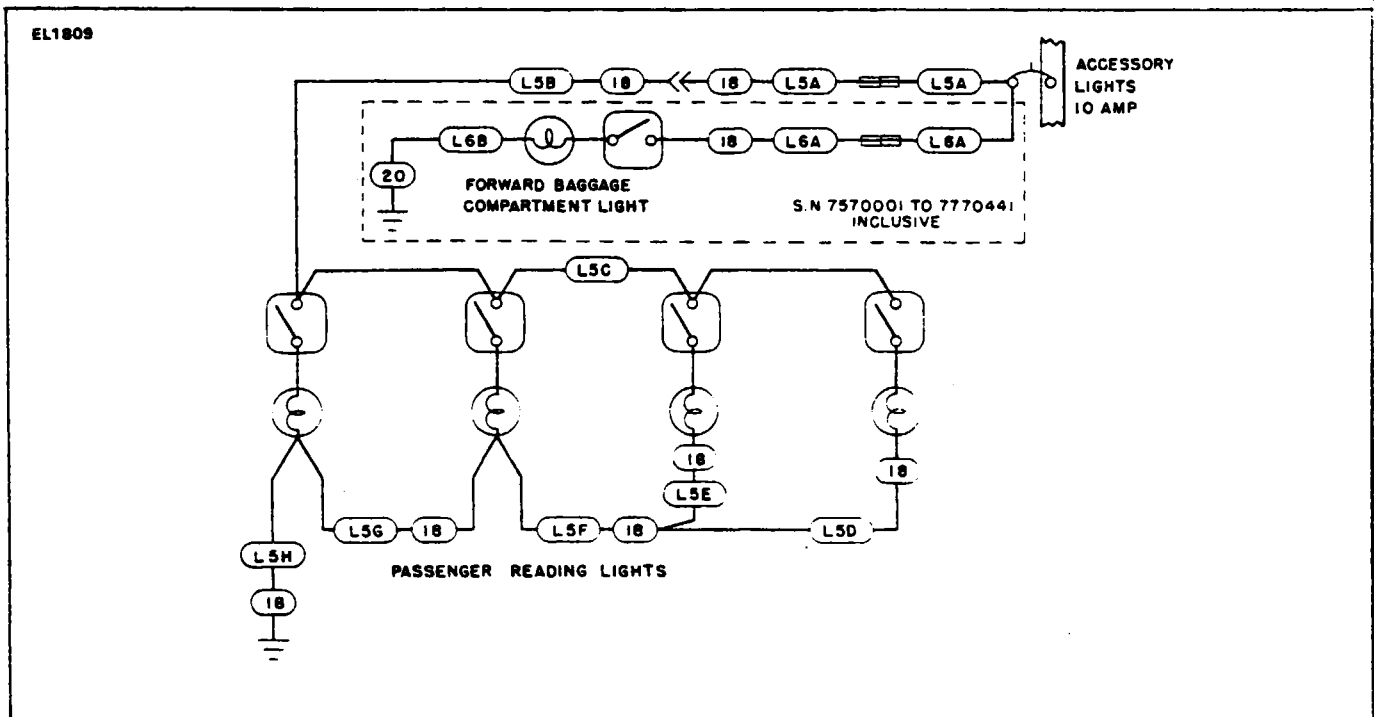 EL1809
L5B 18 18 L5A L5A
ACCESSORY
LIGHTS
10 AMP
L6B 18 L6A L6A
20
FORWARD BAGGAGE
COMPARTMENT LIGHT
S.N 7570001 TO 7770441
INCLUSIVE
L5C
18 18
L5E
L5G 18 L5F 18 L5D
L5H
PASSENGER READING LIGHTS
18